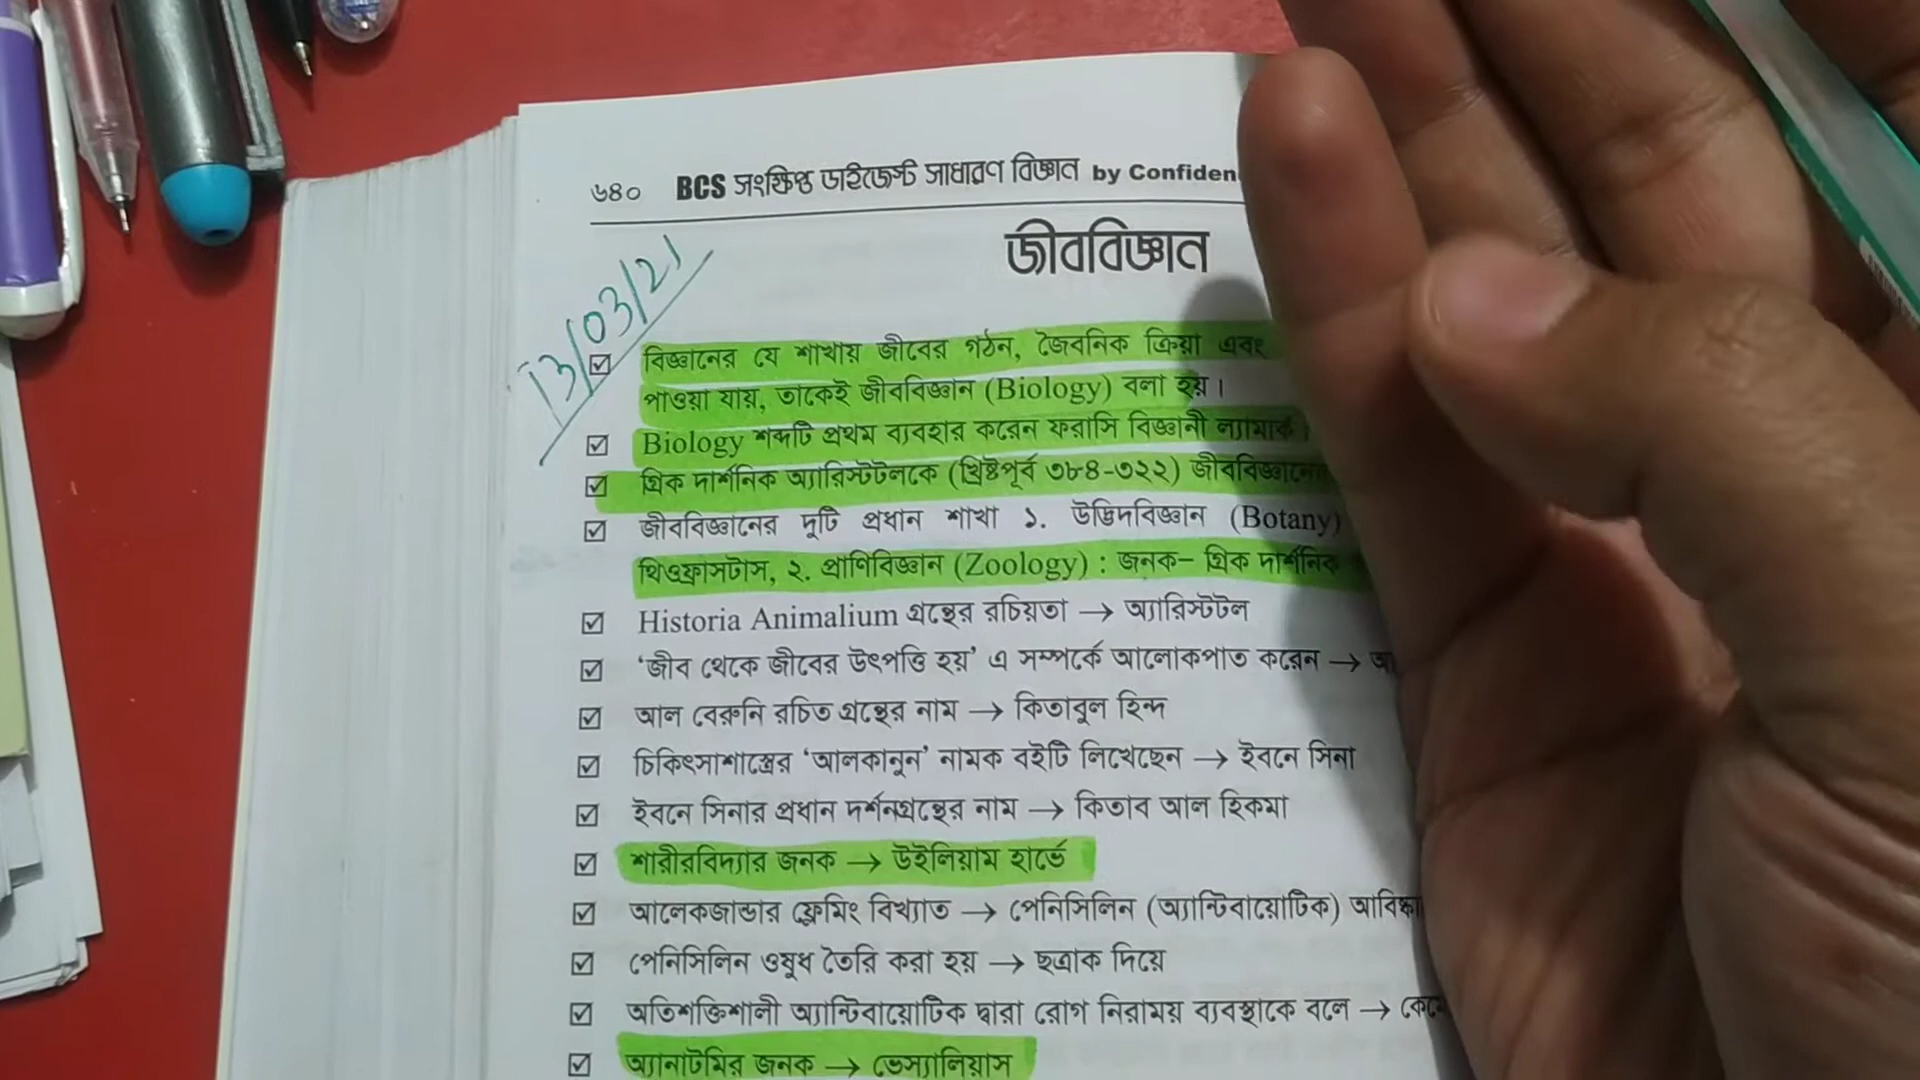 ৬৪০ BCS সংক্ষিপ্ত ডাইজেস্ট সাধারণ বিজ্ঞান by Confiden
জীববিজ্ঞান
13/03/21
বিজ্ঞানের যে শাখায় জীবের গঠন, জৈবনিক ক্রিয়া এবং
পাওয়া যায়, তাকেই জীববিজ্ঞান (Biology) বলা হয়।
Biology শব্দটি প্রথম ব্যবহার করেন ফরাসি বিজ্ঞানী ল্যামার্ক।
গ্রিক দার্শনিক অ্যারিস্টটলকে (খ্রিষ্টপূর্ব ৩৮৪-৩২২) জীববিজ্ঞানের
জীববিজ্ঞানের দুটি প্রধান শাখা ১. উদ্ভিদবিজ্ঞান (Botany)
থিওফ্রাসটাস, ২. প্রাণিবিজ্ঞান (Zoology) : জনক– গ্রিক দার্শনিক
Historia Animalium গ্রন্থের রচিয়তা → অ্যারিস্টটল
‘জীব থেকে জীবের উৎপত্তি হয়’ এ সম্পর্কে আলোকপাত করেন →
আল বেরুনি রচিত গ্রন্থের নাম → কিতাবুল হিন্দ
চিকিৎসাশাস্ত্রের ‘আলকানুন’ নামক বইটি লিখেছেন → ইবনে সিনা
ইবনে সিনার প্রধান দর্শনগ্রন্থের নাম → কিতাব আল হিকমা
শারীরবিদ্যার জনক → উইলিয়াম হার্ভে
আলেকজান্ডার ফ্লেমিং বিখ্যাত → পেনিসিলিন (অ্যান্টিবায়োটিক)
পেনিসিলিন ওষুধ তৈরি করা হয় → ছত্রাক দিয়ে
অতিশক্তিশালী অ্যান্টিবায়োটিক দ্বারা রোগ নিরাময় ব্যবস্থাকে বলে →
অ্যানাটমির জনক → ভেস্যালিয়াস